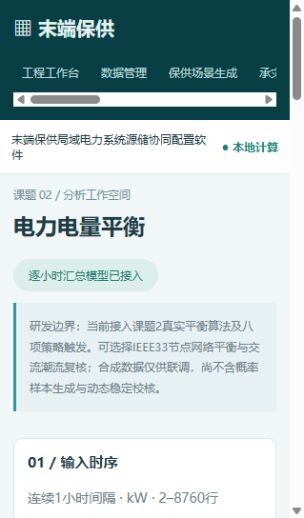 末端保供
工程工作台 数据管理 保供场景生成 承
末端保供局域电力系统源储协同配置软
件
本地计算
课题 02 / 分析工作空间
电力电量平衡
逐小时汇总模型已接入
研发边界：当前接入课题2真实平衡算法及八
项策略触发。可选择IEEE33节点网络平衡与交
流潮流复核；合成数据仅供联调，尚不含概率
样本生成与动态稳定校核。
01 / 输入时序
连续1小时间隔 · kW · 2–8760行